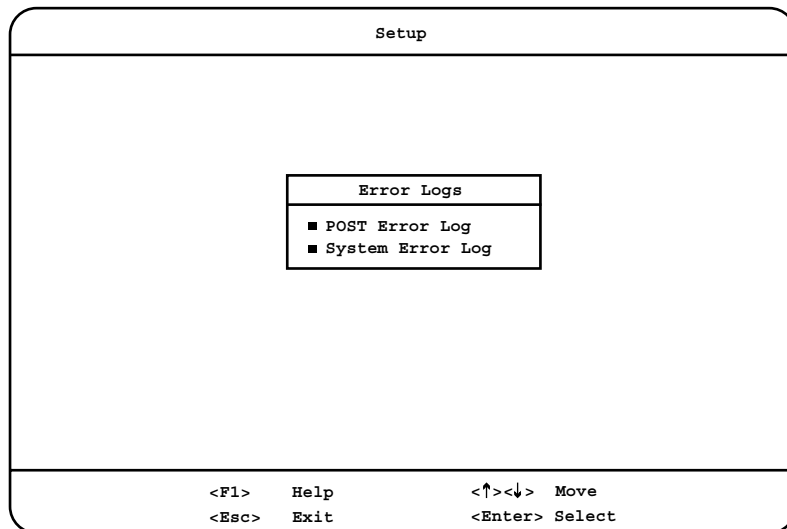 Setup
Error Logs
■ POST Error Log
■ System Error Log
<F1> Help <↑><↓> Move
<Esc> Exit <Enter> Select